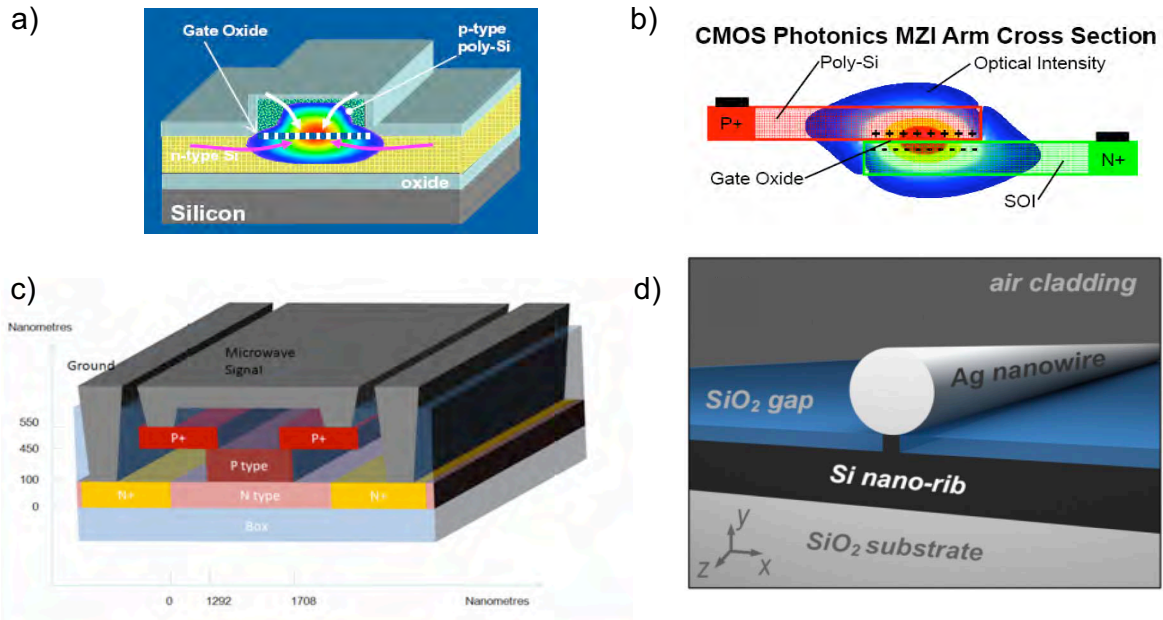 a)
Gate Oxide
p-type
poly-Si
n-type Si
oxide
Silicon
b)
CMOS Photonics MZI Arm Cross Section
Poly-Si
Optical Intensity
P+
+ + + + + + +
- - - - - - - -
N+
Gate Oxide
SOI
c)
Nanometres
Ground
Microwave
Signal
550
450
100
0
P+
P+
P type
N+
N type
N+
Box
0
1292
1708
Nanometres
d)
air cladding
Ag nanowire
SiO₂ gap
Si nano-rib
SiO₂ substrate
y
z
x